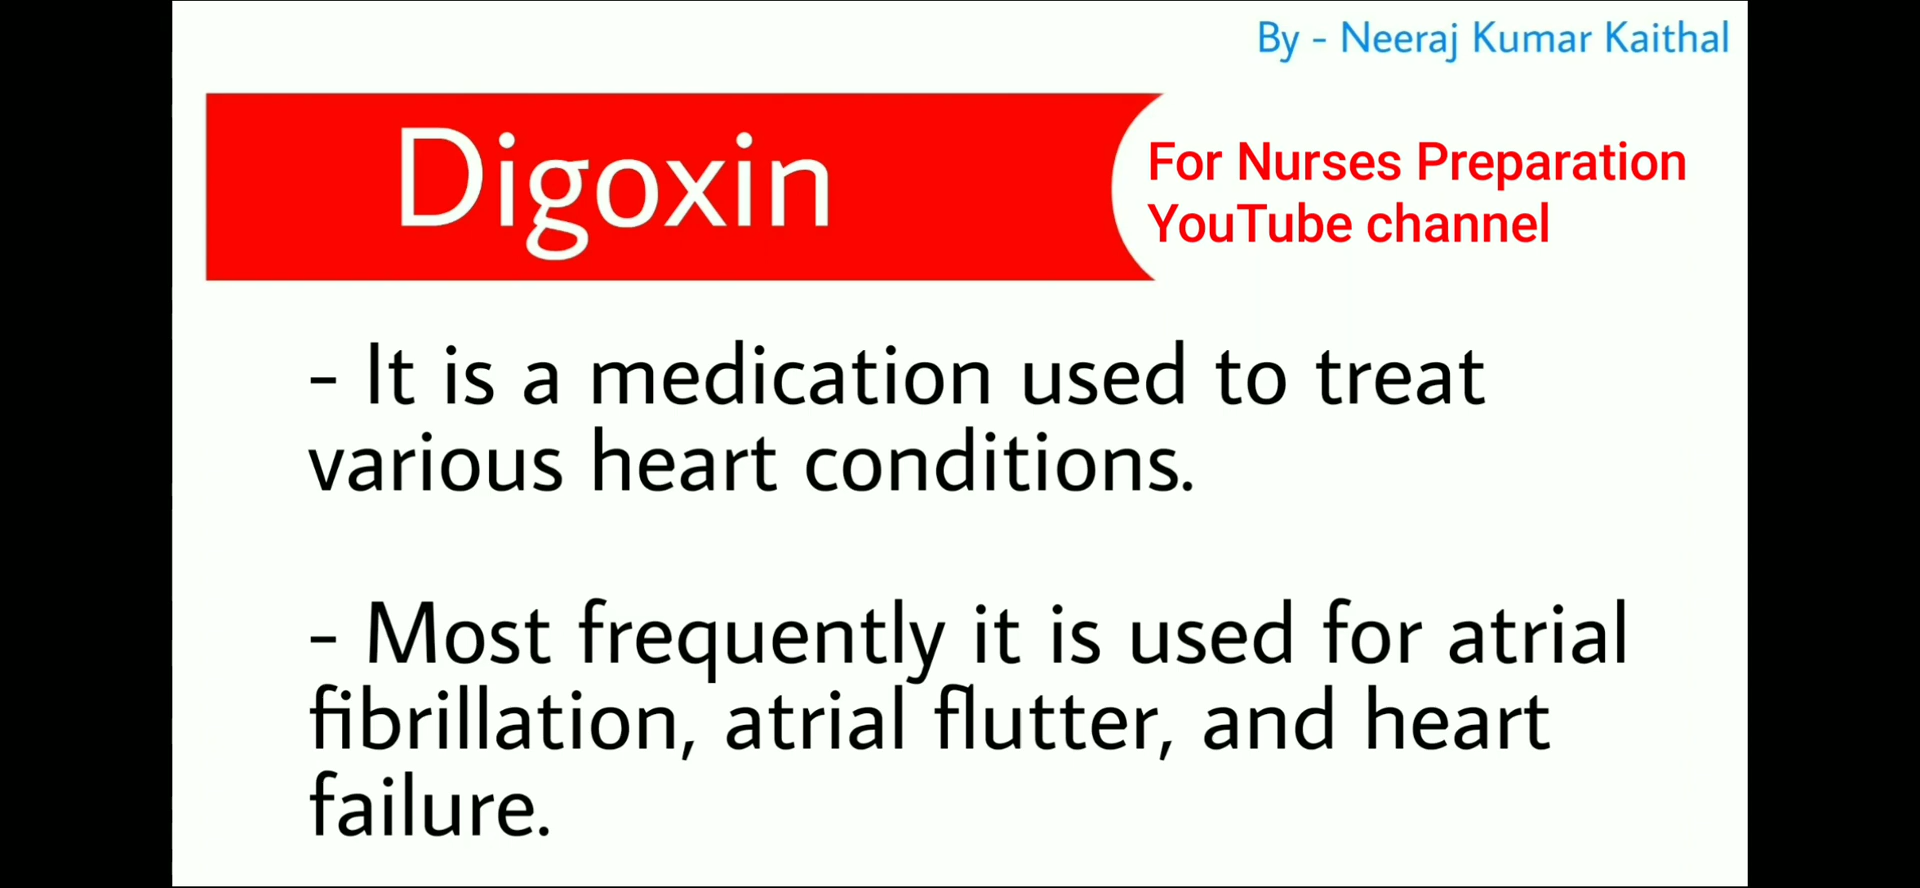 By - Neeraj Kumar Kaithal
Digoxin
For Nurses Preparation
YouTube channel
- It is a medication used to treat
various heart conditions.
- Most frequently it is used for atrial
fibrillation, atrial flutter, and heart
failure.